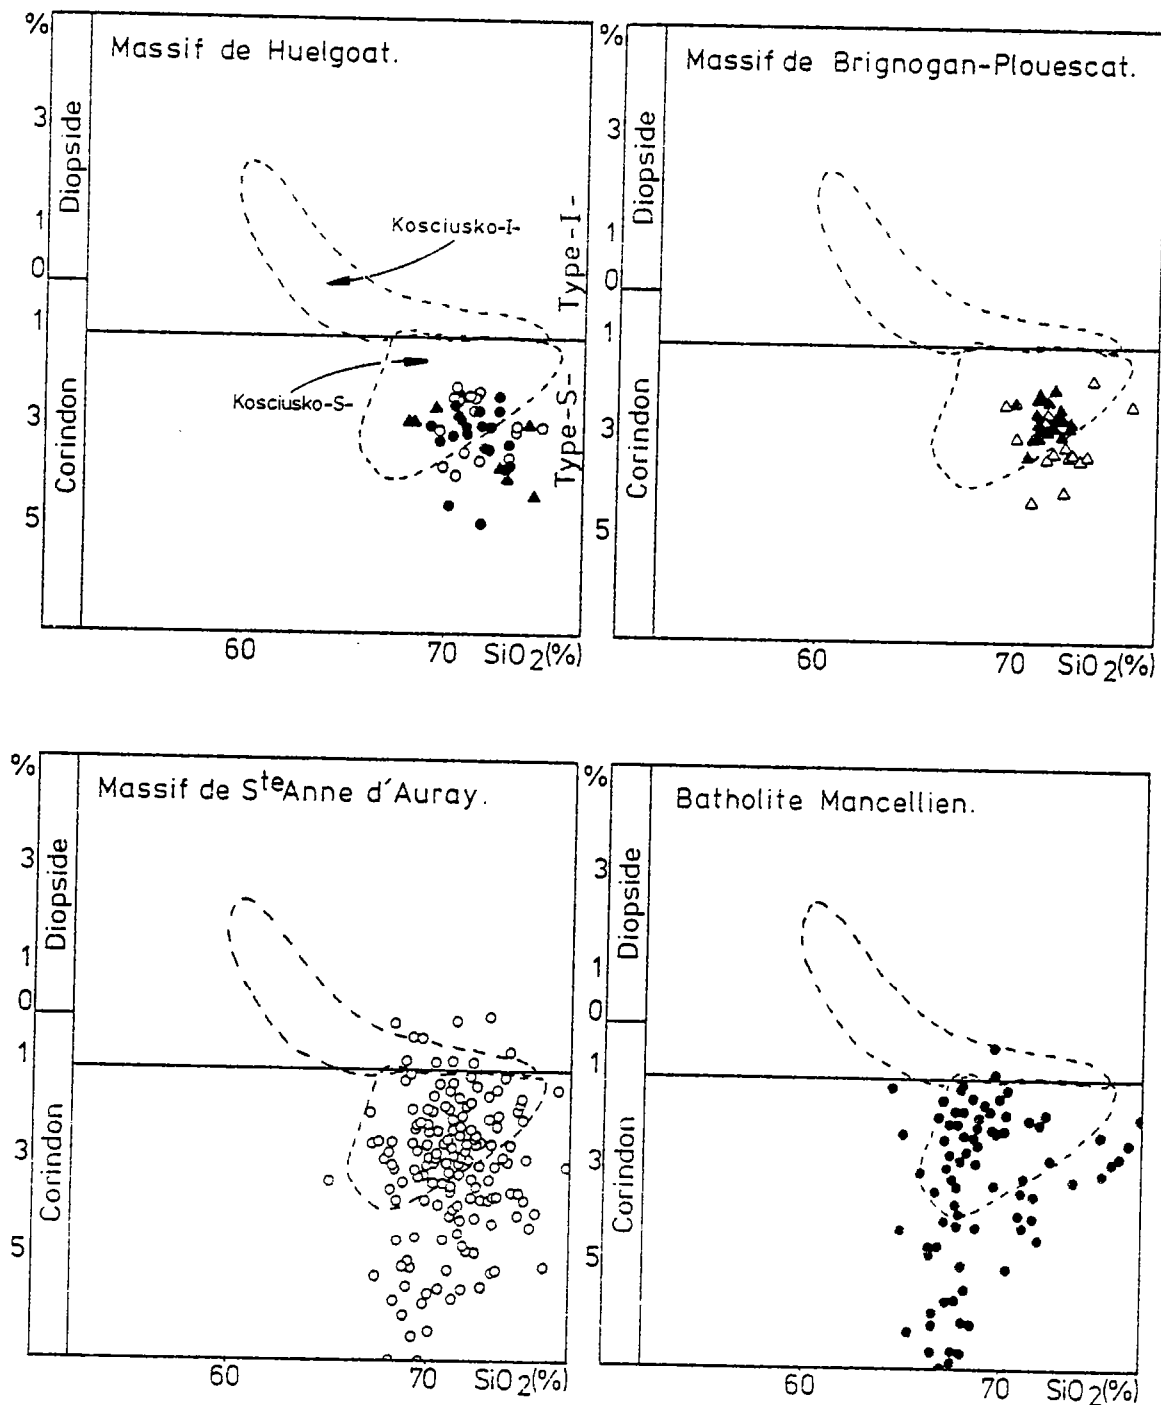 %
Massif de Huelgoat.
3
Diopside
1
0
Kosciusko-I-
Type-I-
1
Kosciusko-S-
3
Corindon
Type-S-
5
60
70
SiO2(%)
%
Massif de Brignogan-Plouescat.
3
Diopside
1
0
1
3
Corindon
5
60
70
SiO2(%)
%
Massif de Ste Anne d'Auray.
3
Diopside
1
0
1
3
Corindon
5
60
70
SiO2(%)
%
Batholite Mancellien.
3
Diopside
1
0
1
3
Corindon
5
60
70
SiO2(%)